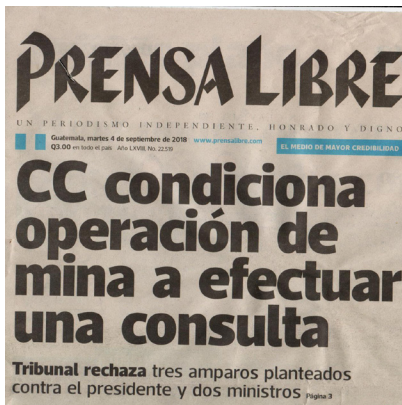 PRENSA LIBRE
UN PERIODISMO INDEPENDIENTE, HONRADO Y DIGNO
Guatemala, martes 4 de septiembre de 2018 www.prensalibre.com
Q3.00 en todo el país Año LXVIII, No. 22,519 EL MEDIO DE MAYOR CREDIBILIDAD
CC condiciona
operación de
mina a efectuar
una consulta
Tribunal rechaza tres amparos planteados
contra el presidente y dos ministros Página 3